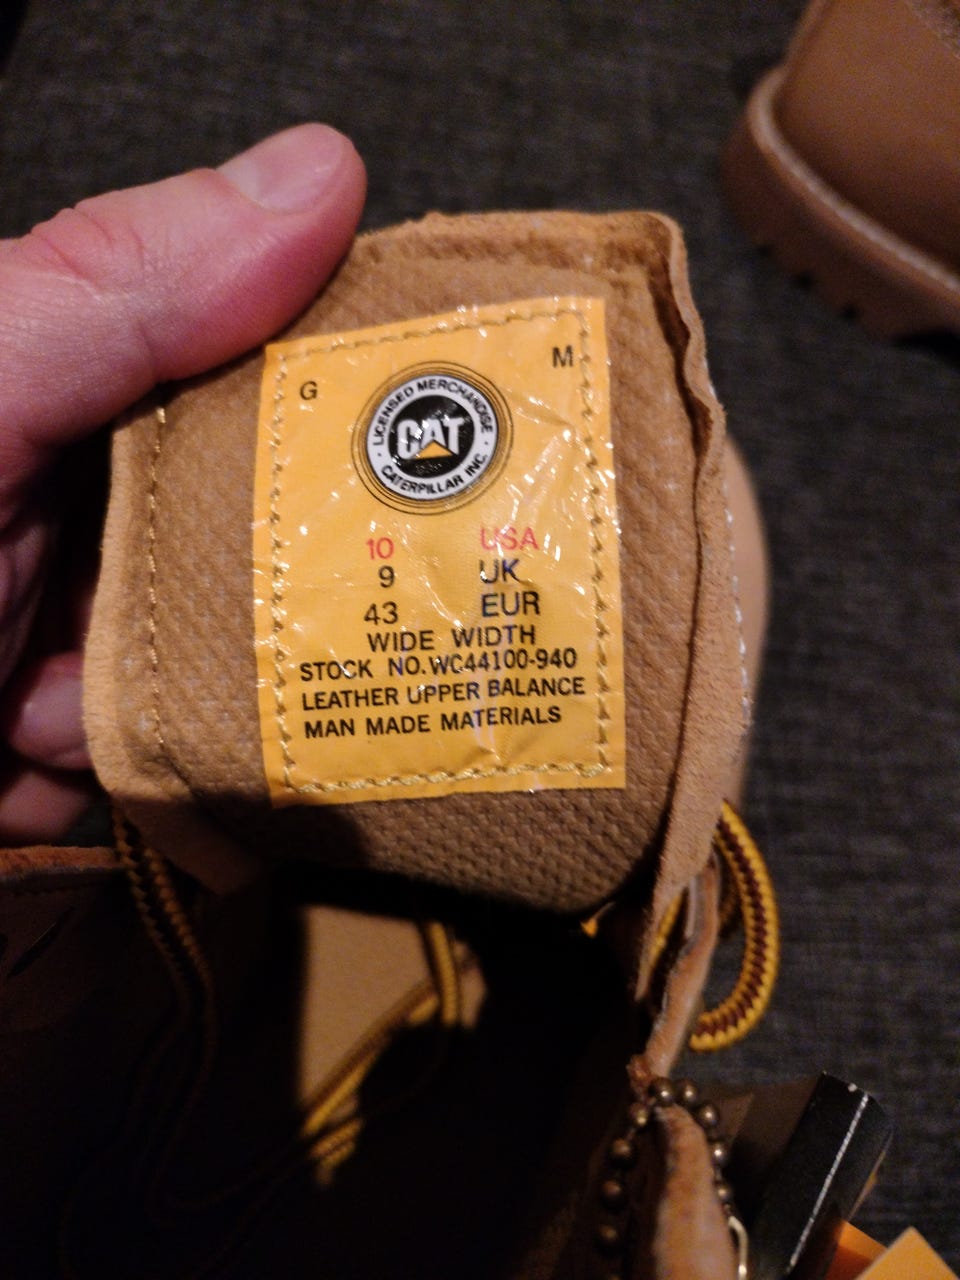 G M
LICENSED MERCHANDISE
CAT
CATERPILLAR INC.
10 USA
9 UK
43 EUR
WIDE WIDTH
STOCK NO.WC44100-940
LEATHER UPPER BALANCE
MAN MADE MATERIALS